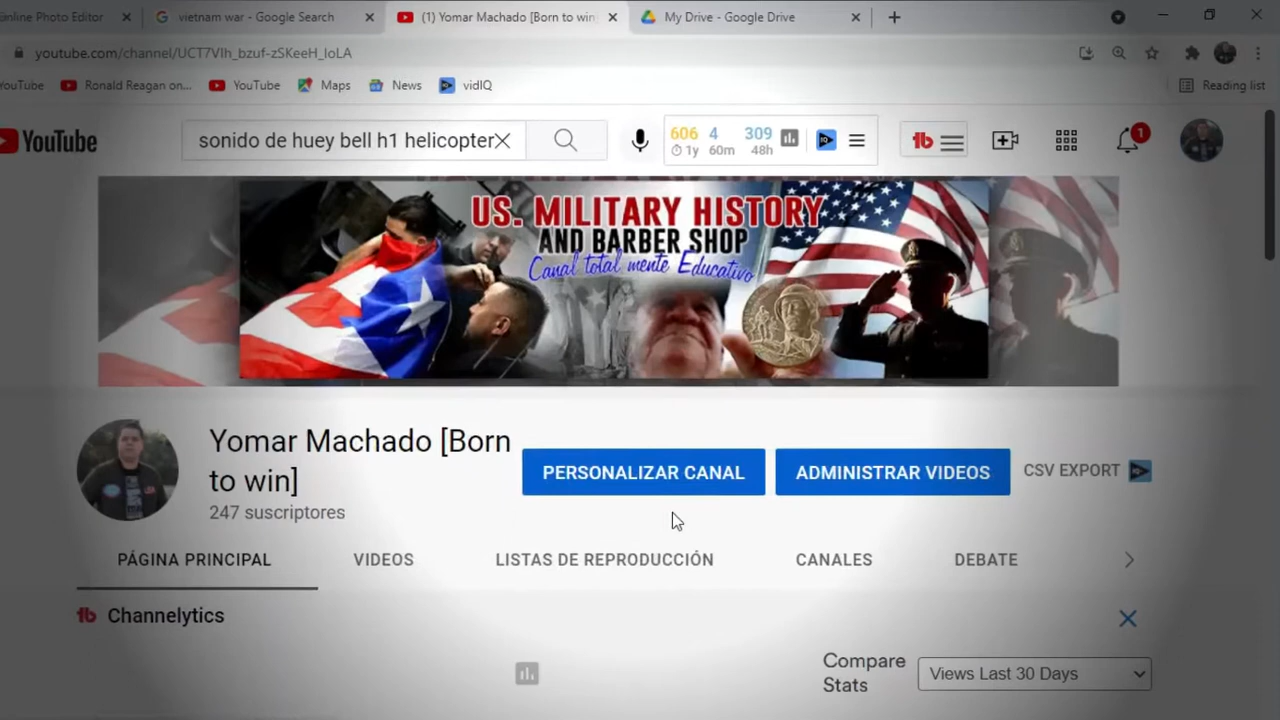 Online Photo Editor
vietnam war - Google Search
(1) Yomar Machado [Born to win]
My Drive - Google Drive
youtube.com/channel/UCT7VIh_bzuf-zSKeeH_IoLA
YouTube
Ronald Reagan on...
YouTube
Maps
News
vidIQ
Reading list
YouTube
sonido de huey bell h1 helicopter
606 4 309
1y 60m 48h
1
US. MILITARY HISTORY
AND BARBER SHOP
Canal total mente Educativo
Yomar Machado [Born
to win]
247 suscriptores
PERSONALIZAR CANAL
ADMINISTRAR VIDEOS
CSV EXPORT
PÁGINA PRINCIPAL
VIDEOS
LISTAS DE REPRODUCCIÓN
CANALES
DEBATE
Channelytics
Compare
Stats
Views Last 30 Days